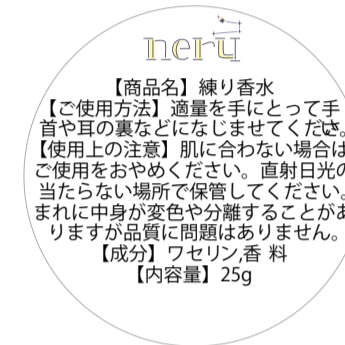 nerū
【商品名】練り香水
【ご使用方法】適量を手にとって手
首や耳の裏などになじませてください。
【使用上の注意】肌に合わない場合は
ご使用をおやめください。直射日光の
当たらない場所で保管してください。
まれに中身が変色や分離することがあ
りますが品質に問題はありません。
【成分】ワセリン,香 料
【内容量】25g